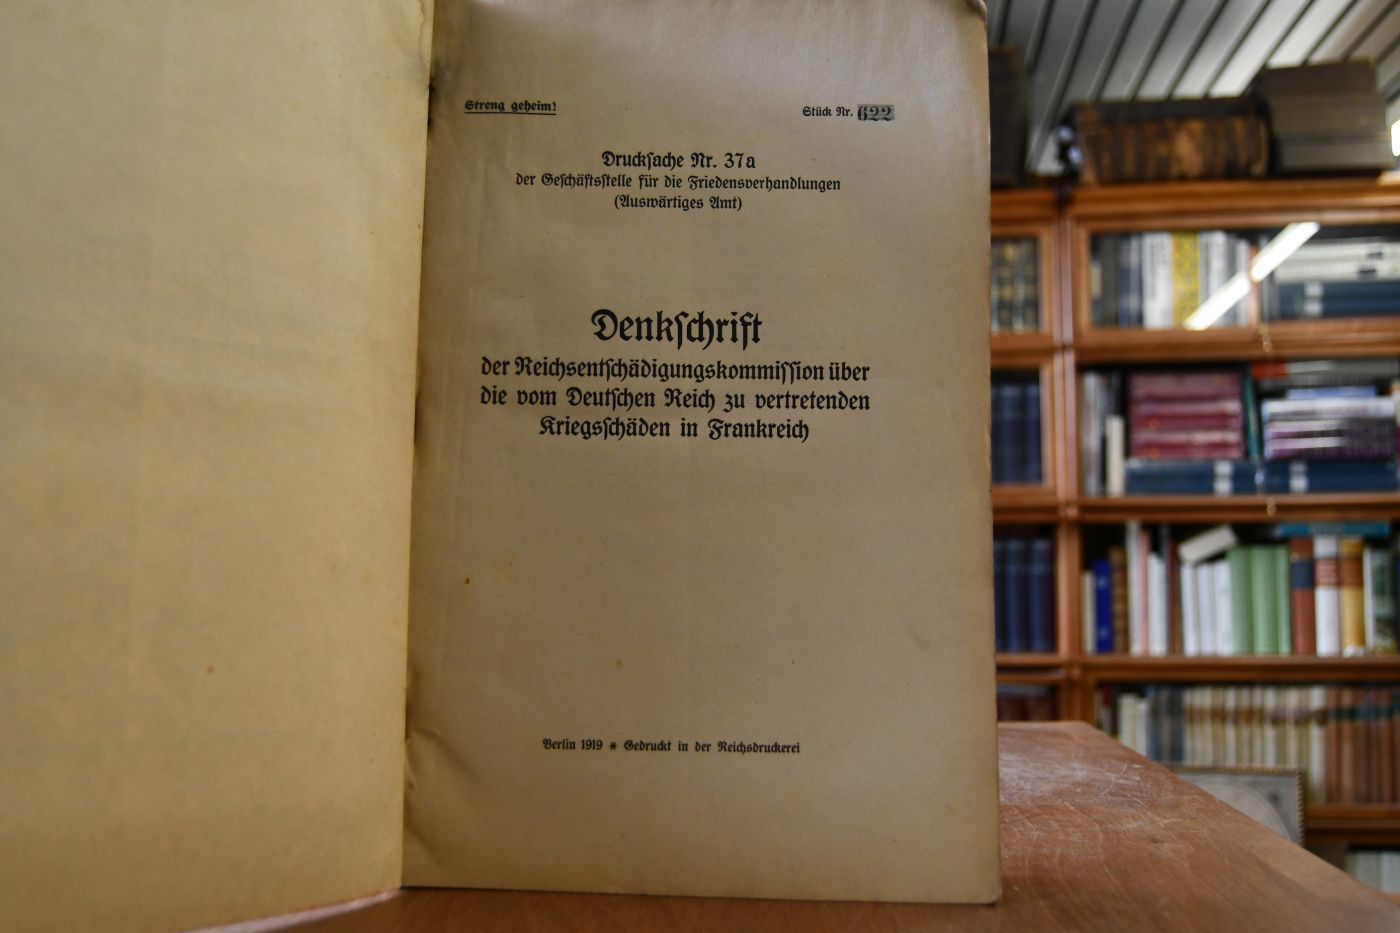 Streng geheim!
Stück Nr. 622
Druckſache Nr. 37a
der Geſchäftsſtelle für die Friedensverhandlungen
(Auswärtiges Amt)
Denkſchrift
der Reichsentſchädigungskommiſſion über
die vom Deutſchen Reich zu vertretenden
Kriegsſchäden in Frankreich
Berlin 1919 * Gedruckt in der Reichsdruckerei